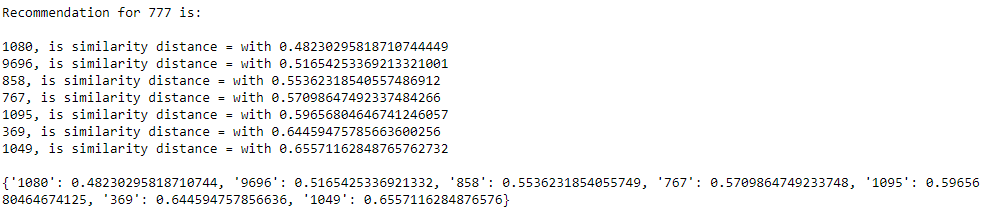 Recommendation for 777 is:
1080, is similarity distance = with 0.48230295818710744449
9696, is similarity distance = with 0.51654253369213321001
858, is similarity distance = with 0.55362318540557486912
767, is similarity distance = with 0.57098647492337484266
1095, is similarity distance = with 0.59656804646741246057
369, is similarity distance = with 0.64459475785663600256
1049, is similarity distance = with 0.65571162848765762732
{'1080': 0.48230295818710744, '9696': 0.5165425336921332, '858': 0.5536231854055749, '767': 0.5709864749233748, '1095': 0.59656
80464674125, '369': 0.644594757856636, '1049': 0.6557116284876576}